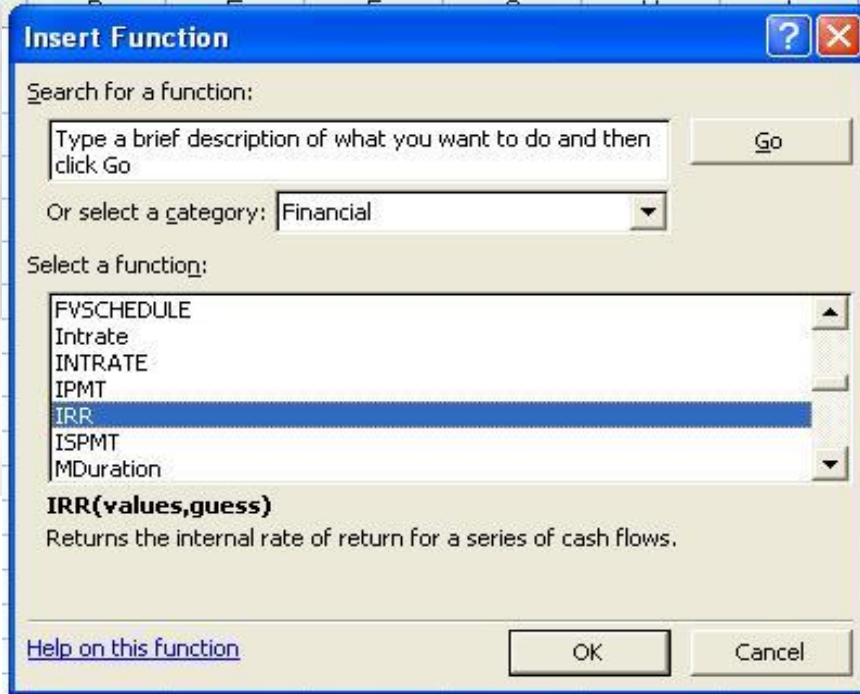 Insert Function
Search for a function:
Type a brief description of what you want to do and then
click Go
Go
Or select a category: Financial
Select a function:
FVSCHEDULE
Intrate
INTRATE
IPMT
IRR
ISPMT
MDuration
IRR(values,guess)
Returns the internal rate of return for a series of cash flows.
Help on this function
OK
Cancel